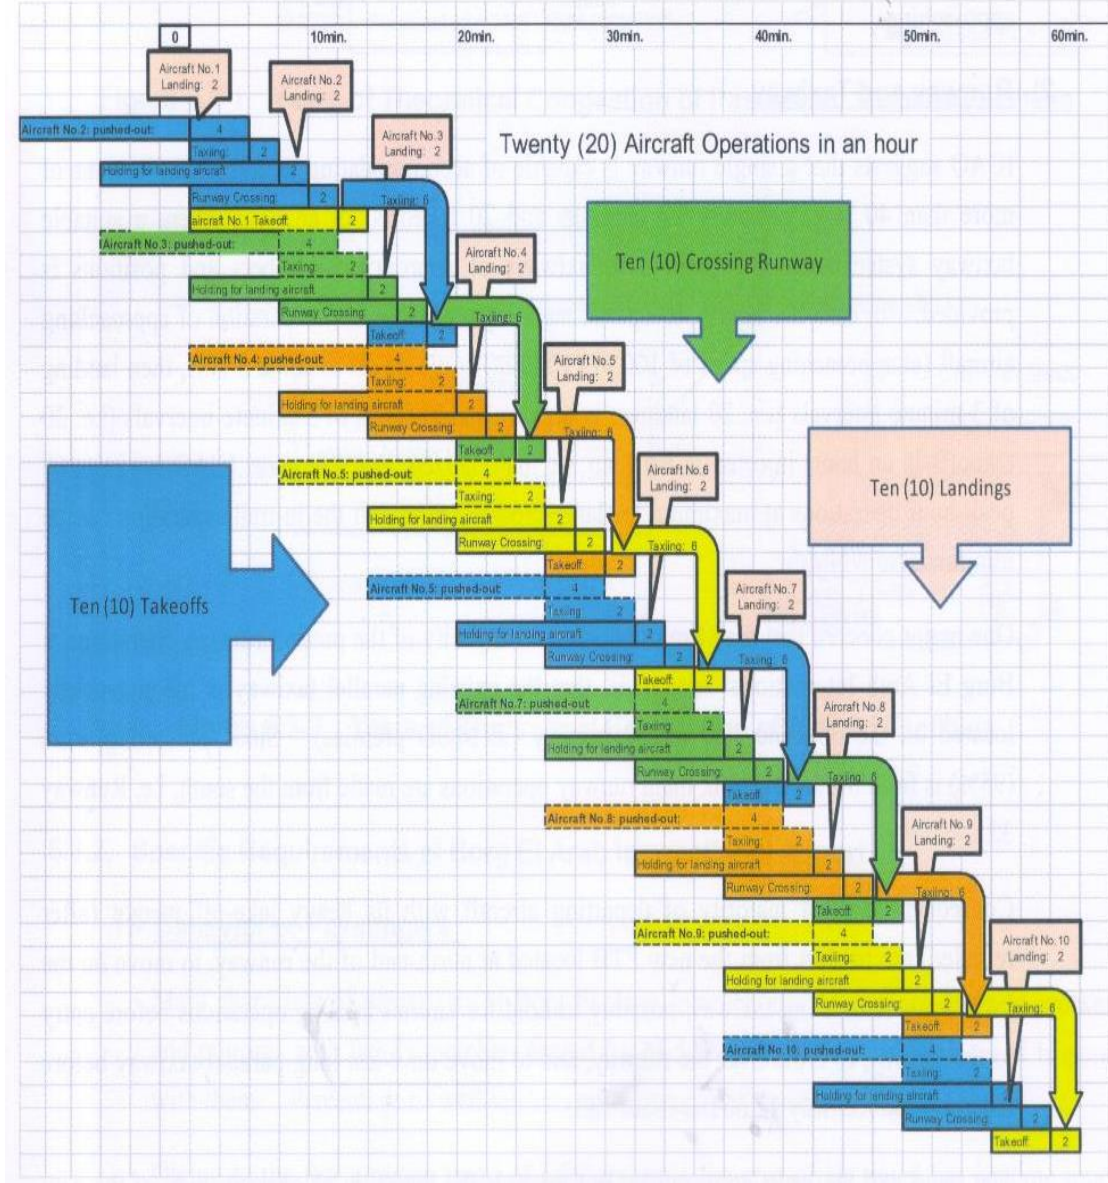 0 10min. 20min. 30min. 40min. 50min. 60min.
Aircraft No.1
Landing: 2
Aircraft No.2
Landing: 2
Aircraft No.2: pushed-out: 4
Taxiing: 2
Aircraft No.3
Landing: 2
Twenty (20) Aircraft Operations in an hour
Holding for landing aircraft 2
Runway Crossing: 2
Taxiing: 6
aircraft No.1 Takeoff: 2
Aircraft No.3: pushed-out: 4
Aircraft No.4
Landing: 2
Ten (10) Crossing Runway
Taxiing: 2
Holding for landing aircraft 2
Runway Crossing: 2
Taxiing: 6
Takeoff: 2
Aircraft No.4: pushed-out: 4
Aircraft No.5
Landing: 2
Taxiing: 2
Holding for landing aircraft 2
Runway Crossing: 2
Taxiing: 6
Takeoff: 2
Aircraft No.5: pushed-out: 4
Aircraft No.6
Landing: 2
Ten (10) Landings
Taxiing: 2
Holding for landing aircraft 2
Runway Crossing: 2
Taxiing: 6
Takeoff: 2
Aircraft No.5: pushed-out: 4
Aircraft No.7
Landing: 2
Ten (10) Takeoffs
Taxiing: 2
Holding for landing aircraft 2
Runway Crossing: 2
Taxiing: 6
Takeoff: 2
Aircraft No.7: pushed-out 4
Aircraft No.8
Landing: 2
Taxiing: 2
Holding for landing aircraft 2
Runway Crossing: 2
Taxiing: 6
Takeoff: 2
Aircraft No.8: pushed-out: 4
Aircraft No.9
Landing: 2
Taxiing: 2
Holding for landing aircraft 2
Runway Crossing: 2
Taxiing: 6
Takeoff: 2
Aircraft No.9: pushed-out: 4
Aircraft No.10
Landing: 2
Taxiing: 2
Holding for landing aircraft 2
Runway Crossing: 2
Taxiing: 6
Takeoff: 2
Aircraft No.10: pushed-out: 4
Taxiing: 2
Holding for landing aircraft 2
Runway Crossing: 2
Takeoff: 2